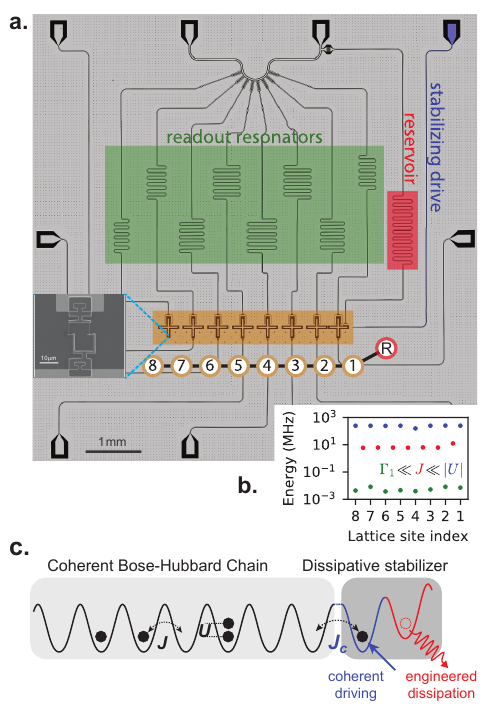 a.
readout resonators
reservoir
stabilizing drive
10μm
8 7 6 5 4 3 2 1 R
1mm
b.
Energy (MHz)
10³
10¹
10⁻¹
10⁻³
Γ₁ ≪ J ≪ |U|
8 7 6 5 4 3 2 1
Lattice site index
c.
Coherent Bose-Hubbard Chain
Dissipative stabilizer
J
U
Jc
coherent
driving
engineered
dissipation